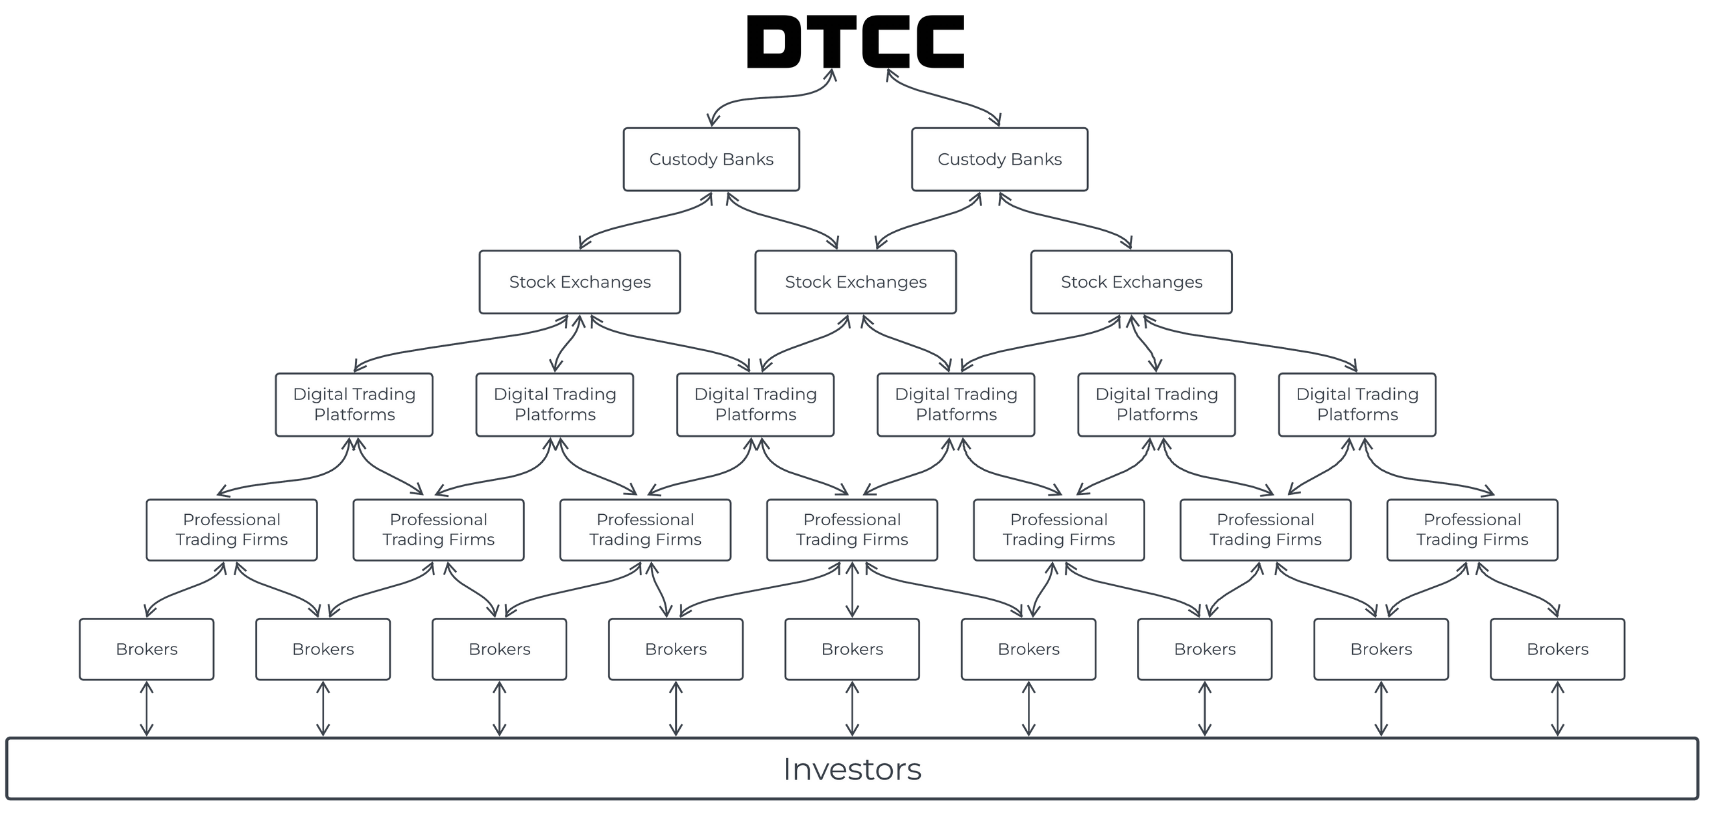 DTCC
Custody Banks
Custody Banks
Stock Exchanges
Stock Exchanges
Stock Exchanges
Digital Trading
Platforms
Digital Trading
Platforms
Digital Trading
Platforms
Digital Trading
Platforms
Digital Trading
Platforms
Digital Trading
Platforms
Professional
Trading Firms
Professional
Trading Firms
Professional
Trading Firms
Professional
Trading Firms
Professional
Trading Firms
Professional
Trading Firms
Professional
Trading Firms
Brokers
Brokers
Brokers
Brokers
Brokers
Brokers
Brokers
Brokers
Brokers
Investors